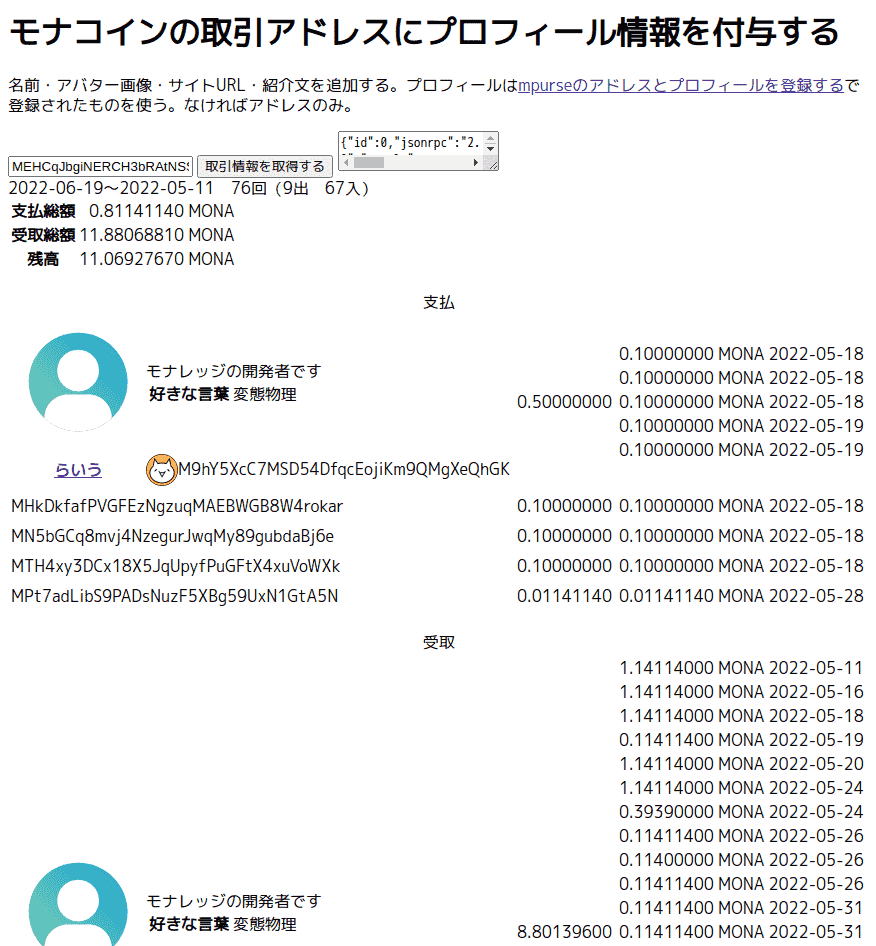 モナコインの取引アドレスにプロフィール情報を付与する
名前・アバター画像・サイトURL・紹介文を追加する。プロフィールはmpurseのアドレスとプロフィールを登録するで
登録されたものを使う。なければアドレスのみ。
MEHCqJbgiNERCH3bRAtNS 取引情報を取得する {"id":0,"jsonrpc":"2.
2022-06-19～2022-05-11　76回（9出　67入）
支払総額 0.81141140 MONA
受取総額 11.88068810 MONA
残高 11.06927670 MONA
支払
モナレッジの開発者です
好きな言葉 変態物理
らいう
M9hY5XcC7MSD54DfqcEojiKm9QMgXeQhGK
0.50000000
0.10000000 MONA 2022-05-18
0.10000000 MONA 2022-05-18
0.10000000 MONA 2022-05-18
0.10000000 MONA 2022-05-19
0.10000000 MONA 2022-05-19
MHkDkfafPVGFEzNgzuqMAEBWGB8W4rokar 0.10000000 0.10000000 MONA 2022-05-18
MN5bGCq8mvj4NzegurJwqMy89gubdaBj6e 0.10000000 0.10000000 MONA 2022-05-18
MTH4xy3DCx18X5JqUpyfPuGFtX4xuVoWXk 0.10000000 0.10000000 MONA 2022-05-18
MPt7adLibS9PADsNuzF5XBg59UxN1GtA5N 0.01141140 0.01141140 MONA 2022-05-28
受取
1.14114000 MONA 2022-05-11
1.14114000 MONA 2022-05-16
1.14114000 MONA 2022-05-18
0.11411400 MONA 2022-05-19
1.14114000 MONA 2022-05-20
1.14114000 MONA 2022-05-24
0.39390000 MONA 2022-05-24
0.11411400 MONA 2022-05-26
0.11400000 MONA 2022-05-26
0.11411400 MONA 2022-05-26
0.11411400 MONA 2022-05-31
モナレッジの開発者です
好きな言葉 変態物理
8.80139600 0.11411400 MONA 2022-05-31